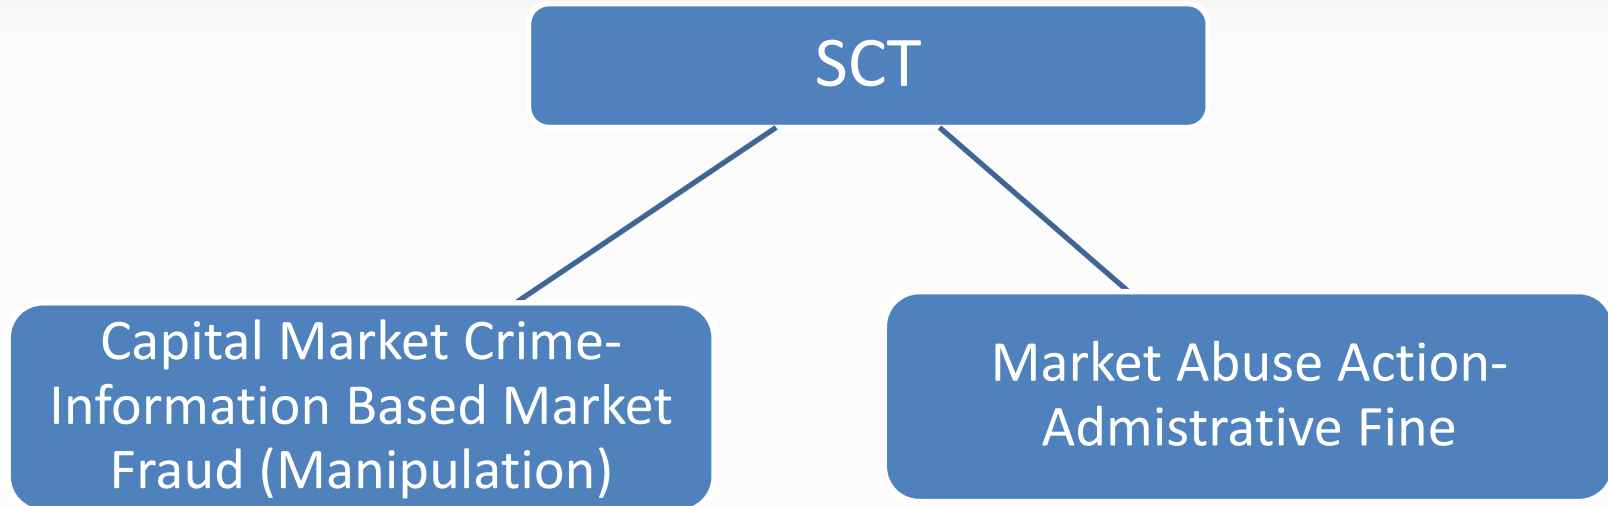 SCT
Capital Market Crime-
Information Based Market
Fraud (Manipulation)
Market Abuse Action-
Admistrative Fine